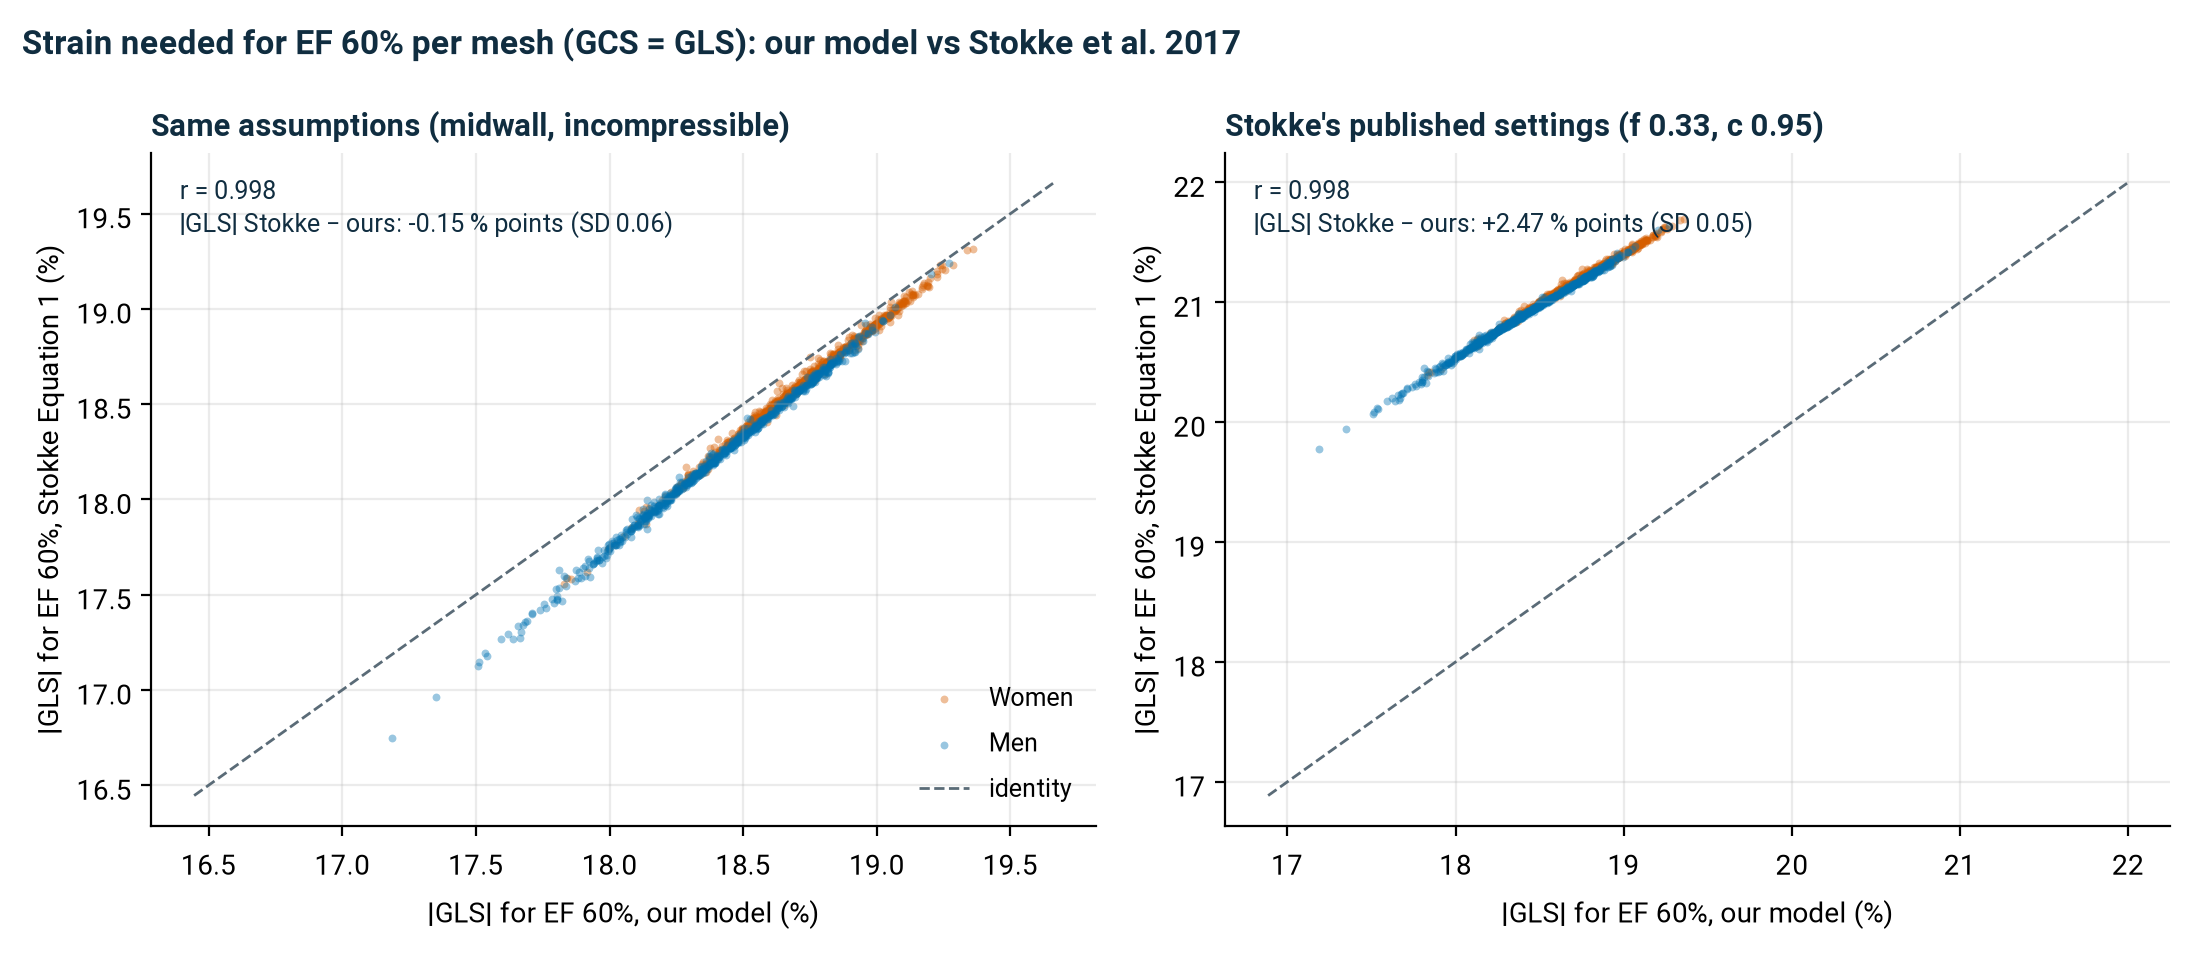 Strain needed for EF 60% per mesh (GCS = GLS): our model vs Stokke et al. 2017
Same assumptions (midwall, incompressible)
r = 0.998
|GLS| Stokke − ours: -0.15 % points (SD 0.06)
|GLS| for EF 60%, Stokke Equation 1 (%)
19.5
19.0
18.5
18.0
17.5
17.0
16.5
Women
Men
identity
16.5 17.0 17.5 18.0 18.5 19.0 19.5
|GLS| for EF 60%, our model (%)
Stokke's published settings (f 0.33, c 0.95)
r = 0.998
|GLS| Stokke − ours: +2.47 % points (SD 0.05)
|GLS| for EF 60%, Stokke Equation 1 (%)
22
21
20
19
18
17
17 18 19 20 21 22
|GLS| for EF 60%, our model (%)